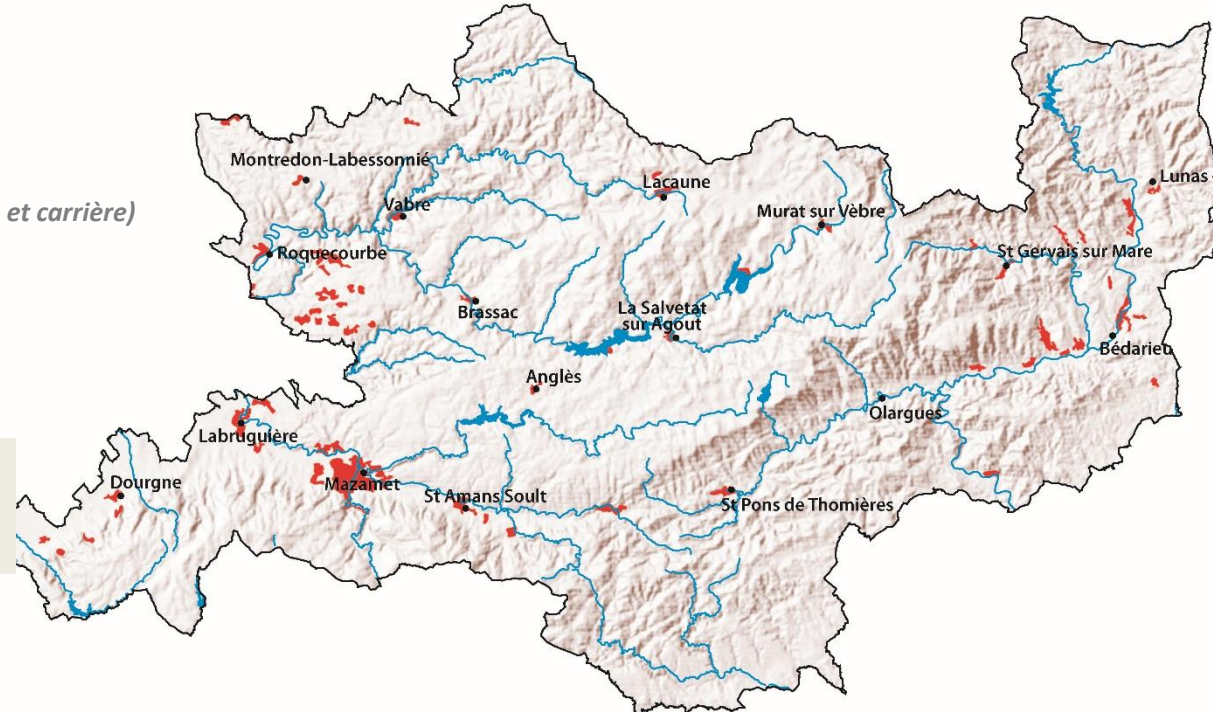 Montredon-Labessonnié
Lacaune
Lunas
et carrière)
Vabre
Murat sur Vèbre
Roquecourbe
St Gervais sur Mare
Brassac
La Salvetat
sur Agout
Bédarieu
Anglès
Olargues
Labruguière
Mazamet
Dourgne
St Amans Soult
St Pons de Thomières